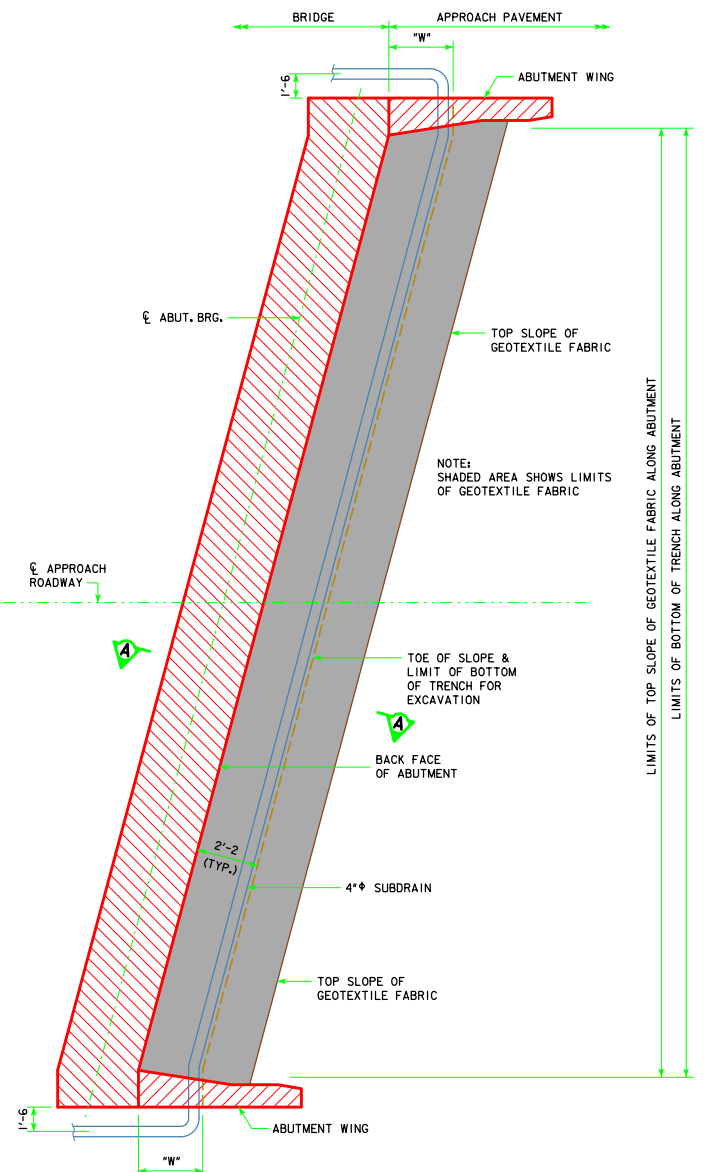 BRIDGE
APPROACH PAVEMENT
"W"
1'-6
ABUTMENT WING
℄ ABUT. BRG.
TOP SLOPE OF
GEOTEXTILE FABRIC
NOTE:
SHADED AREA SHOWS LIMITS
OF GEOTEXTILE FABRIC
LIMITS OF TOP SLOPE OF GEOTEXTILE FABRIC ALONG ABUTMENT
LIMITS OF BOTTOM OF TRENCH ALONG ABUTMENT
℄ APPROACH
ROADWAY
A
TOE OF SLOPE &
LIMIT OF BOTTOM
OF TRENCH FOR
EXCAVATION
A
BACK FACE
OF ABUTMENT
2'-2
(TYP.)
4"ϕ SUBDRAIN
TOP SLOPE OF
GEOTEXTILE FABRIC
1'-6
ABUTMENT WING
"W"